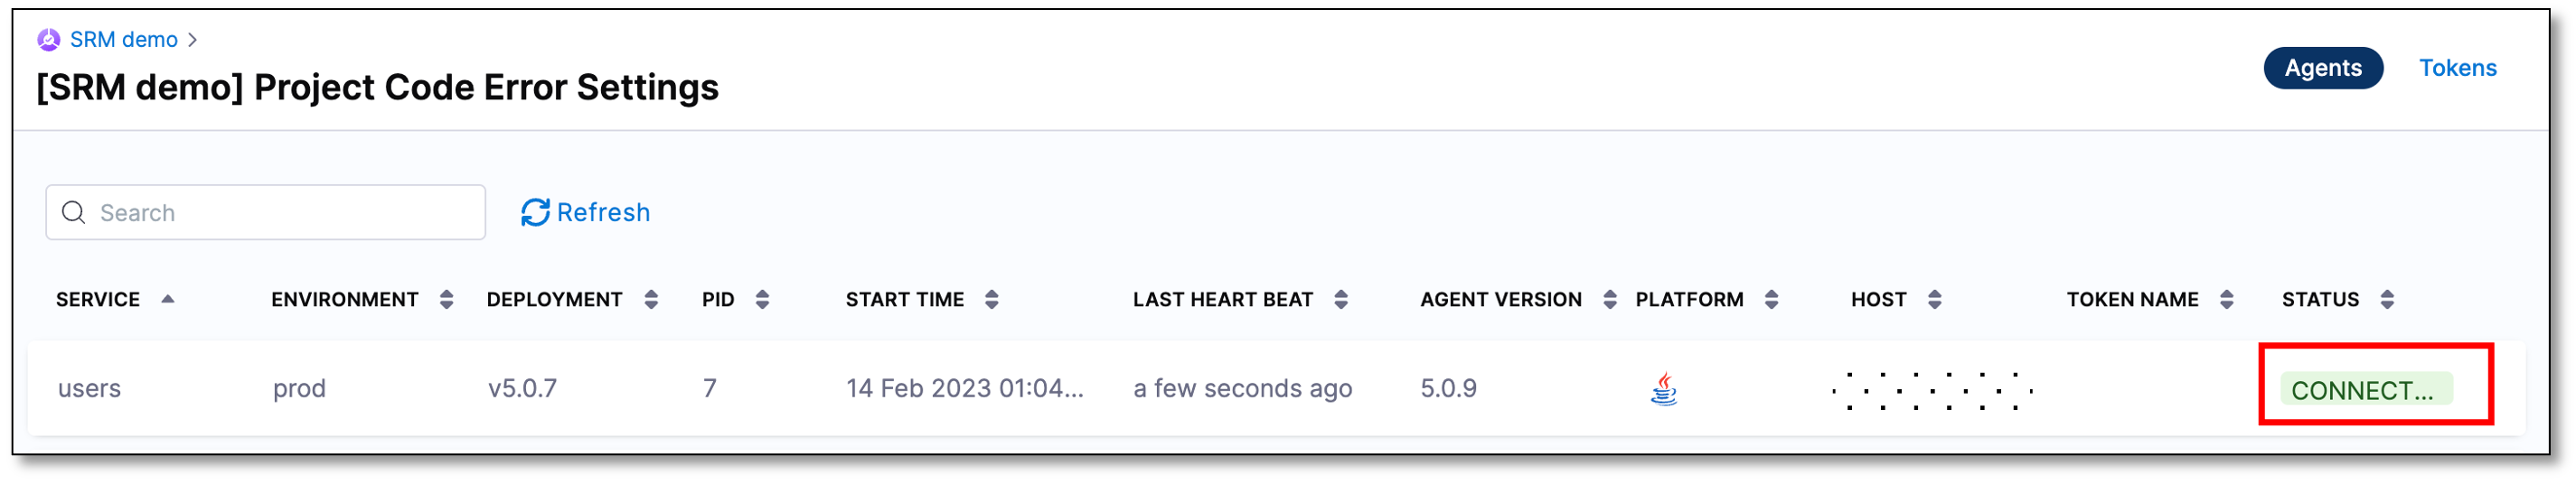 SRM demo >
[SRM demo] Project Code Error Settings
Agents Tokens
Search Refresh
SERVICE ENVIRONMENT DEPLOYMENT PID START TIME LAST HEART BEAT AGENT VERSION PLATFORM HOST TOKEN NAME STATUS
users prod v5.0.7 7 14 Feb 2023 01:04... a few seconds ago 5.0.9 CONNECT...